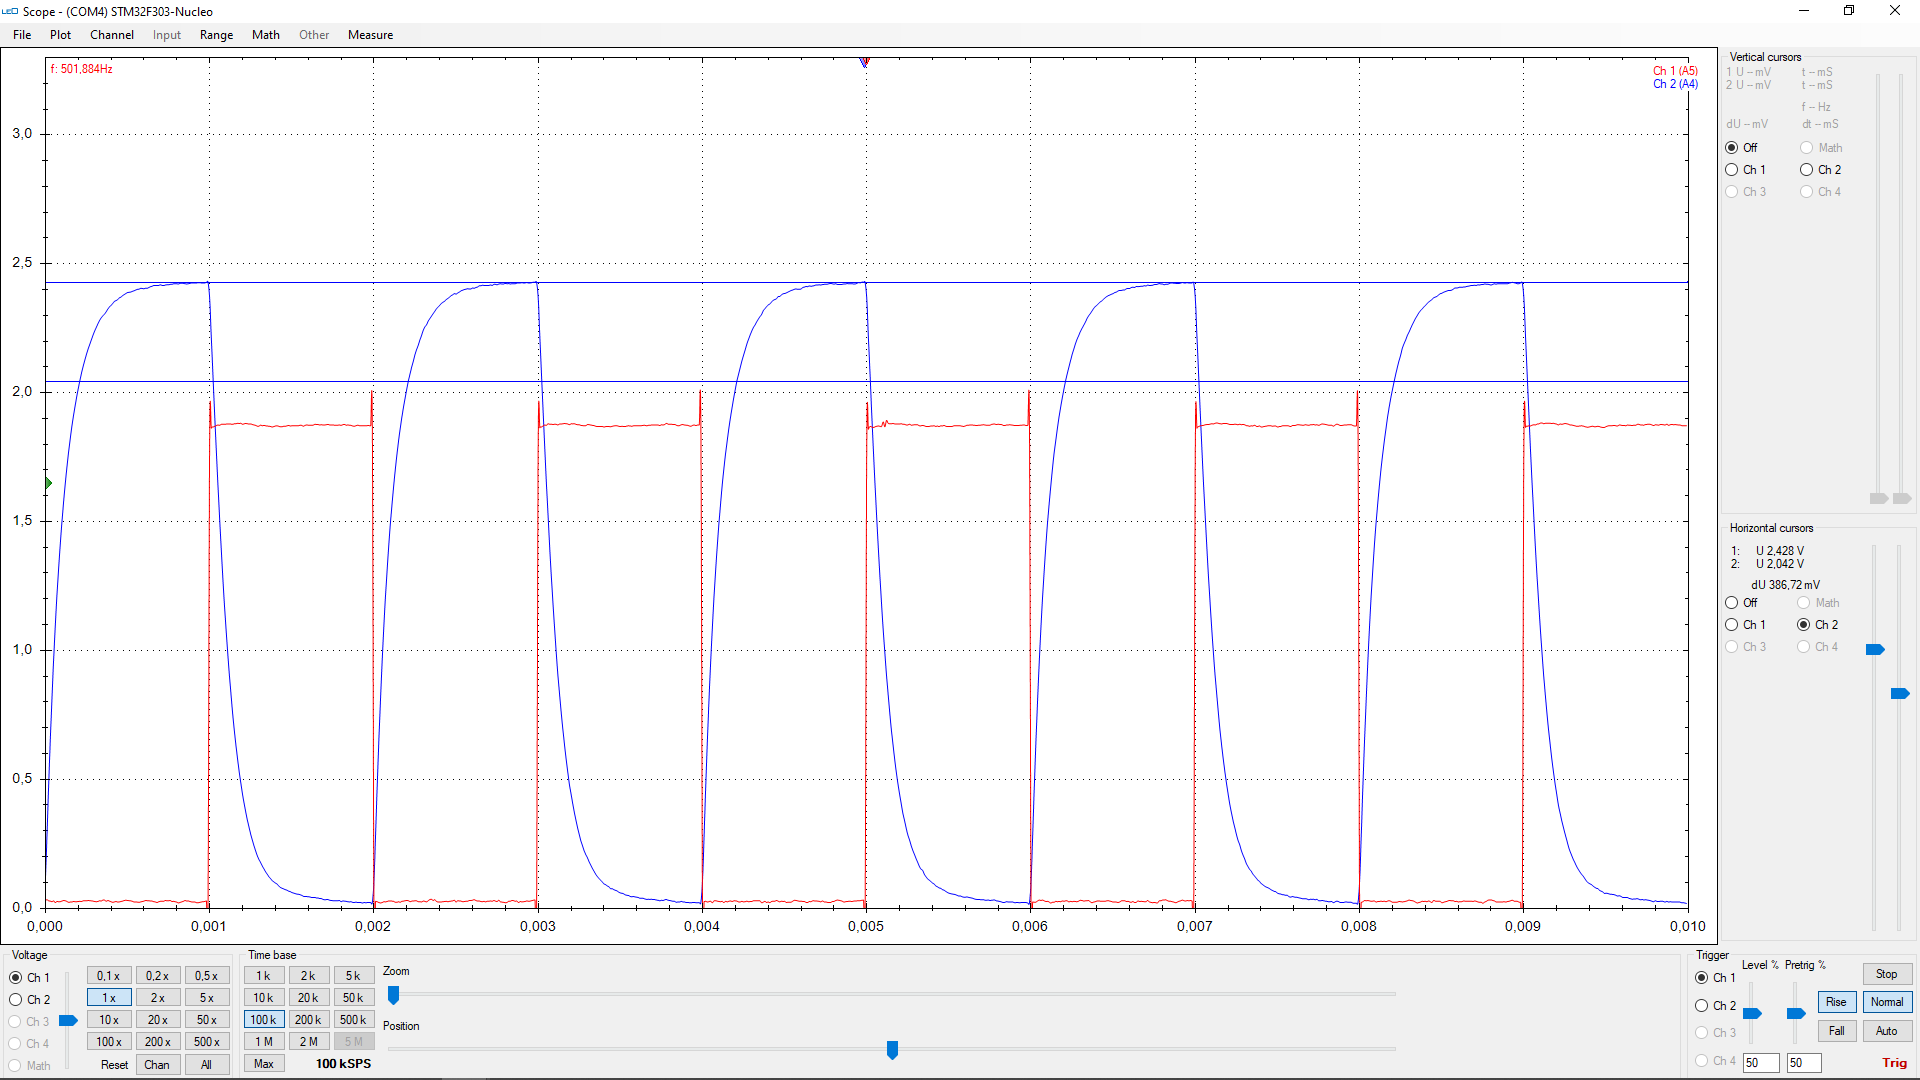 Scope - (COM4) STM32F303-Nucleo
File Plot Channel Input Range Math Other Measure
f: 501,884Hz
Ch 1 (A5)
Ch 2 (A4)
3,0
2,5
2,0
1,5
1,0
0,5
0,0
0,000 0,001 0,002 0,003 0,004 0,005 0,006 0,007 0,008 0,009 0,010
Vertical cursors
1 U -- mV t -- mS
2 U -- mV t -- mS
f -- Hz
dU -- mV dt -- mS
Off Math
Ch 1 Ch 2
Ch 3 Ch 4
Horizontal cursors
1: U 2,428 V
2: U 2,042 V
dU 386,72 mV
Off Math
Ch 1 Ch 2
Ch 3 Ch 4
Voltage
Ch 1 0,1 x 0,2 x 0,5 x
Ch 2 1 x 2 x 5 x
Ch 3 10 x 20 x 50 x
Ch 4 100 x 200 x 500 x
Math Reset Chan All
Time base
1 k 2 k 5 k
10 k 20 k 50 k
100 k 200 k 500 k
1 M 2 M 5 M
Max 100 kSPS
Zoom
Position
Trigger
Level % Pretrig %
Ch 1 Stop
Ch 2 Rise Normal
Ch 3 Fall Auto
Ch 4 50 50 Trig